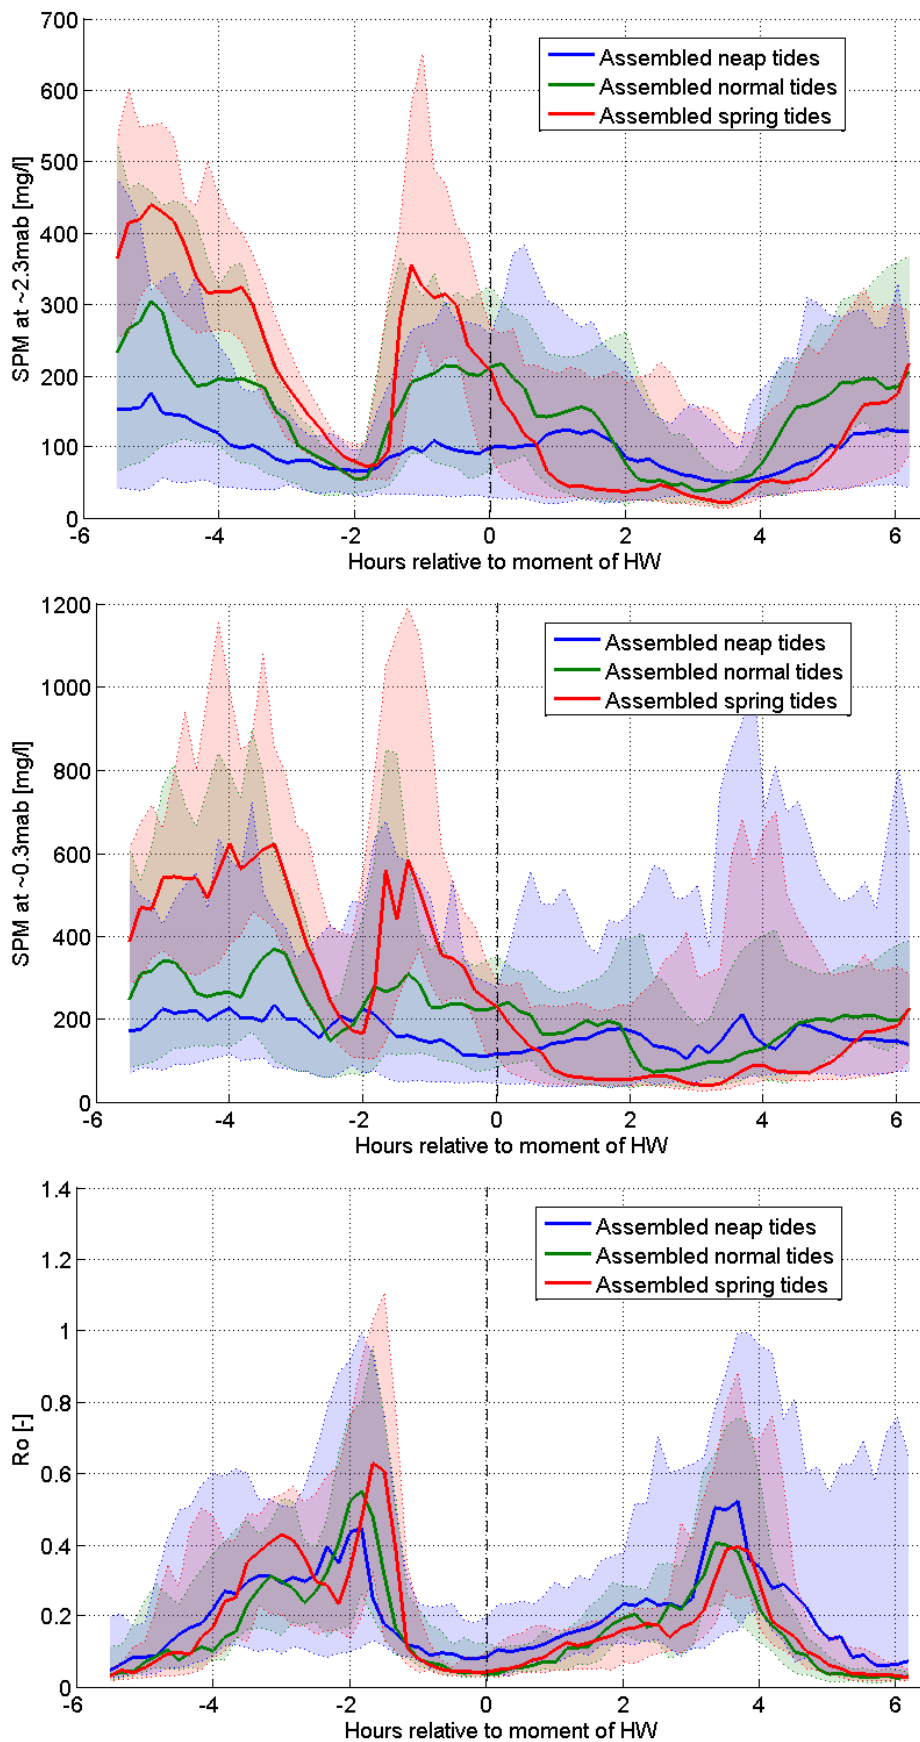 700
600
500
400
300
200
100
0
SPM at ~2.3mab [mg/l]
Assembled neap tides
Assembled normal tides
Assembled spring tides
-6 -4 -2 0 2 4 6
Hours relative to moment of HW
1200
1000
800
600
400
200
0
SPM at ~0.3mab [mg/l]
Assembled neap tides
Assembled normal tides
Assembled spring tides
-6 -4 -2 0 2 4 6
Hours relative to moment of HW
1.4
1.2
1
0.8
0.6
0.4
0.2
0
Ro [-]
Assembled neap tides
Assembled normal tides
Assembled spring tides
-6 -4 -2 0 2 4 6
Hours relative to moment of HW